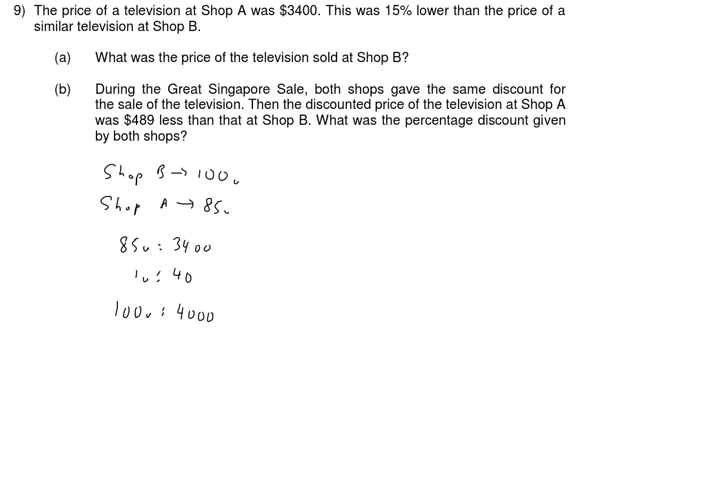 9) The price of a television at Shop A was $3400. This was 15% lower than the price of a
similar television at Shop B.
(a) What was the price of the television sold at Shop B?
(b) During the Great Singapore Sale, both shops gave the same discount for
the sale of the television. Then the discounted price of the television at Shop A
was $489 less than that at Shop B. What was the percentage discount given
by both shops?
Shop B → 100u
Shop A → 85u
85u : 3400
1u : 40
100u : 4000